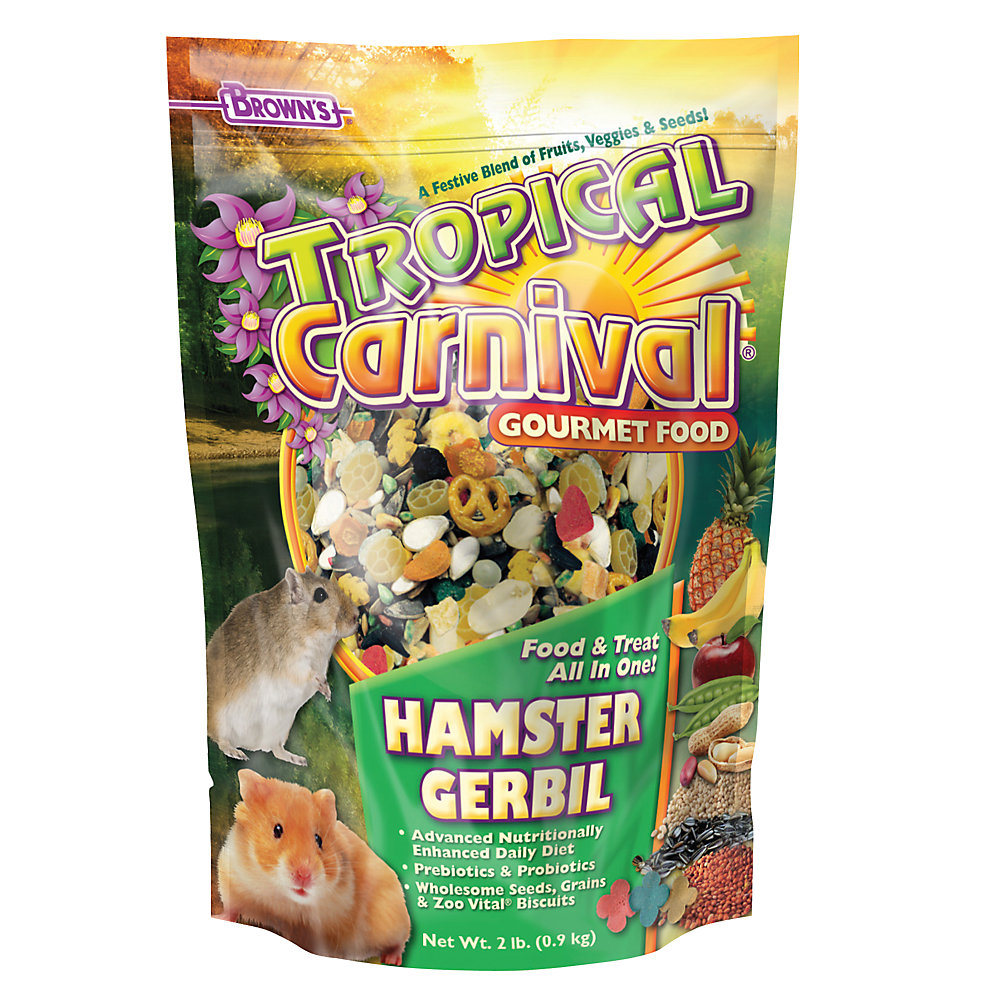 BROWN'S®
A Festive Blend of Fruits, Veggies & Seeds!
TROPICAL
Carnival®
GOURMET FOOD
Food & Treat
All In One!
HAMSTER
GERBIL
• Advanced Nutritionally
Enhanced Daily Diet
• Prebiotics & Probiotics
• Wholesome Seeds, Grains
& Zoo Vital® Biscuits
Net Wt. 2 lb. (0.9 kg)